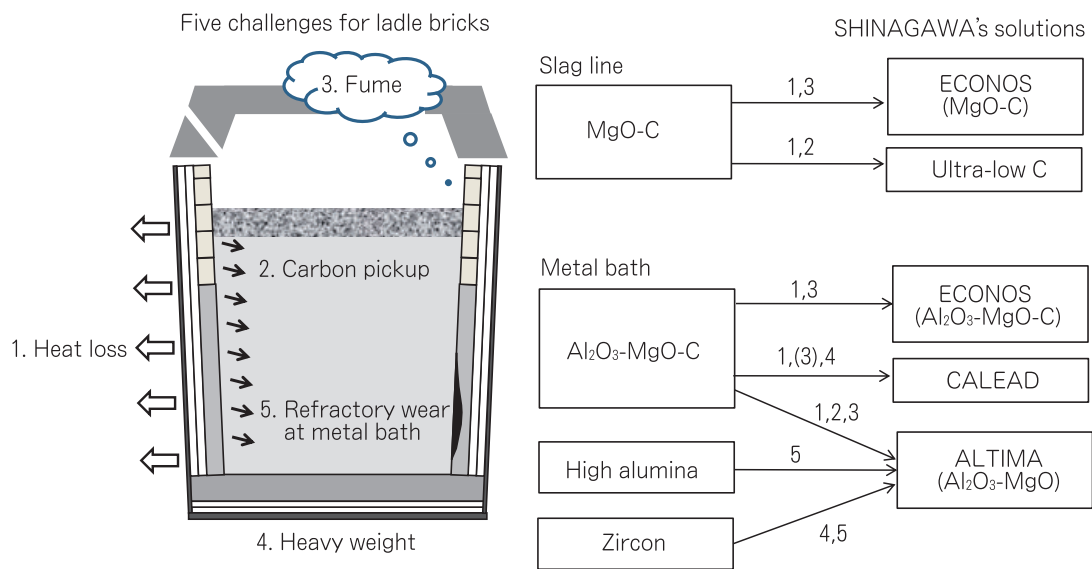 Five challenges for ladle bricks
3. Fume
2. Carbon pickup
1. Heat loss
5. Refractory wear
at metal bath
4. Heavy weight
SHINAGAWA's solutions
Slag line
MgO-C
1,3
ECONOS
(MgO-C)
1,2
Ultra-low C
Metal bath
Al₂O₃-MgO-C
1,3
ECONOS
(Al₂O₃-MgO-C)
1,(3),4
CALEAD
1,2,3
High alumina
5
ALTIMA
(Al₂O₃-MgO)
Zircon
4,5